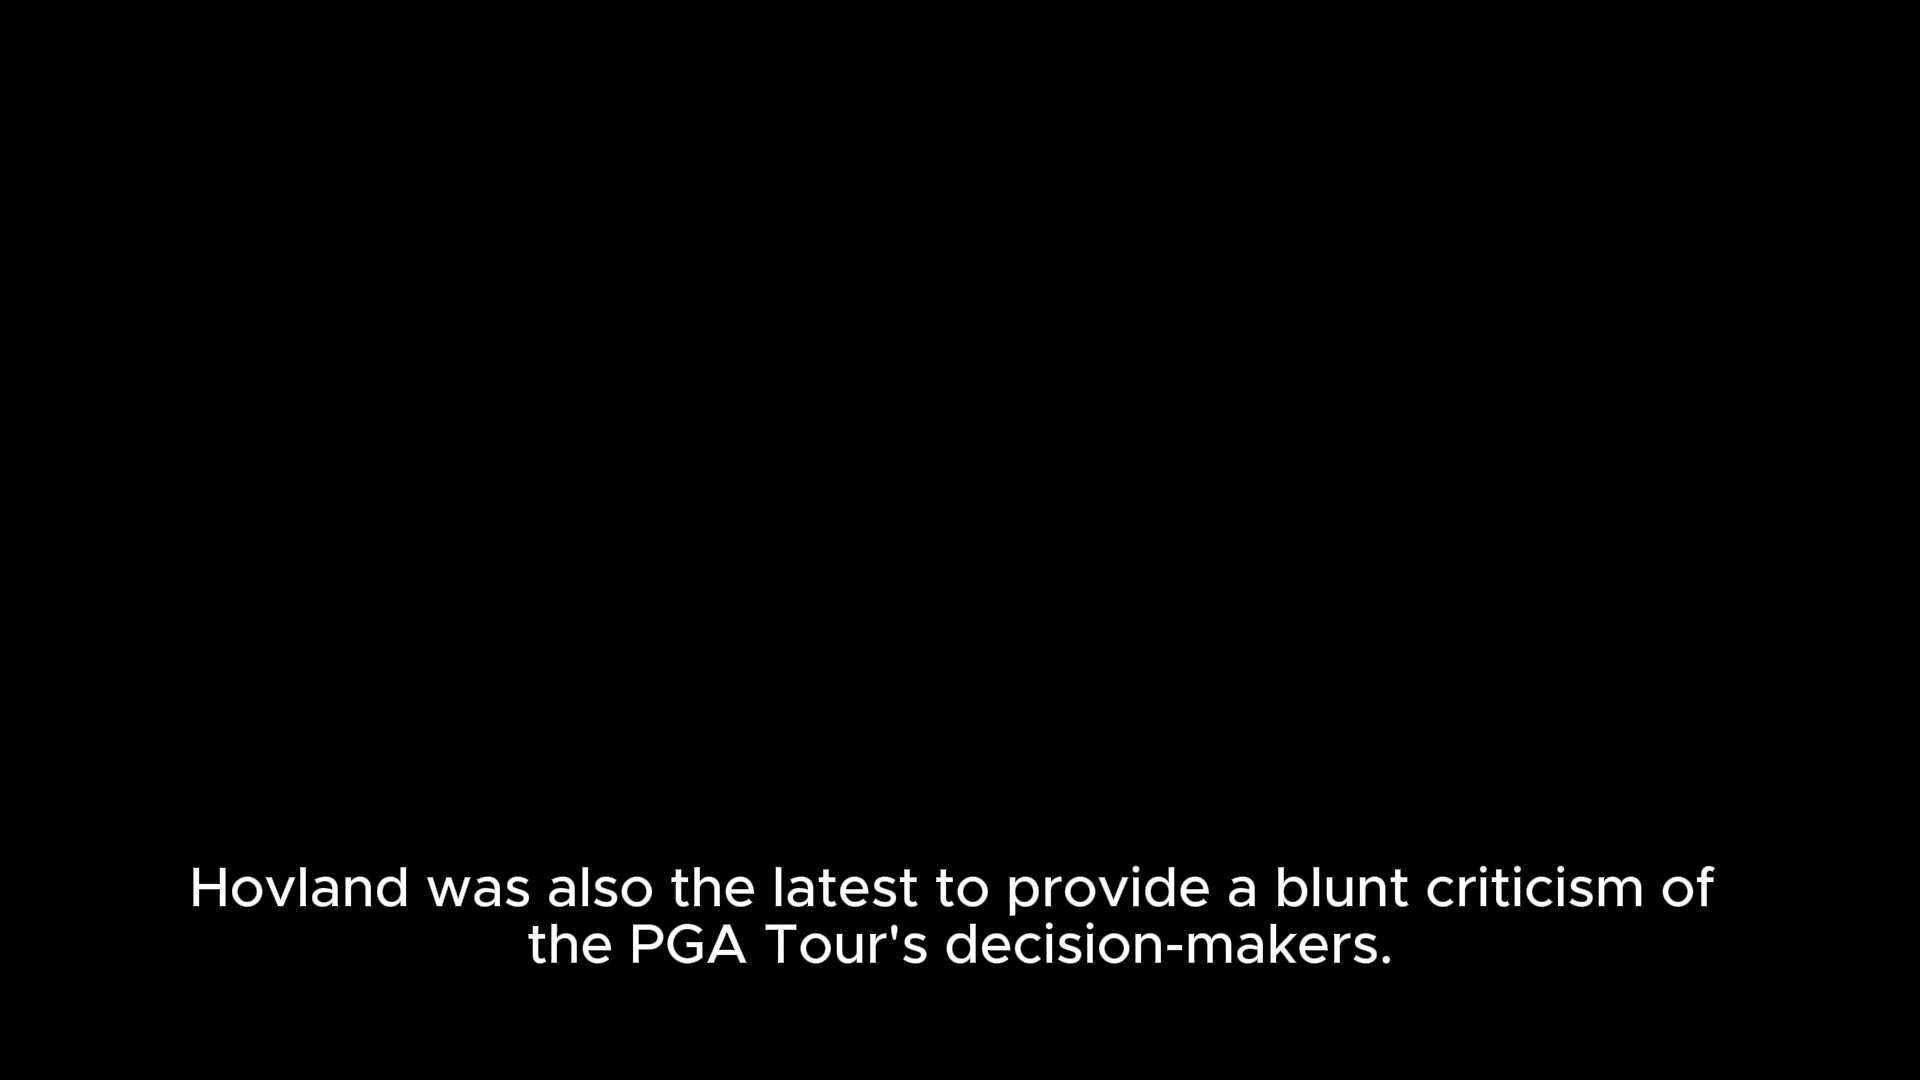 Hovland was also the latest to provide a blunt criticism of
the PGA Tour's decision-makers.